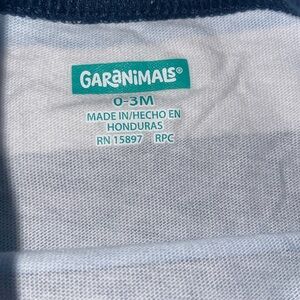 GARANIMALS®
0-3M
MADE IN/HECHO EN
HONDURAS
RN 15897 RPC